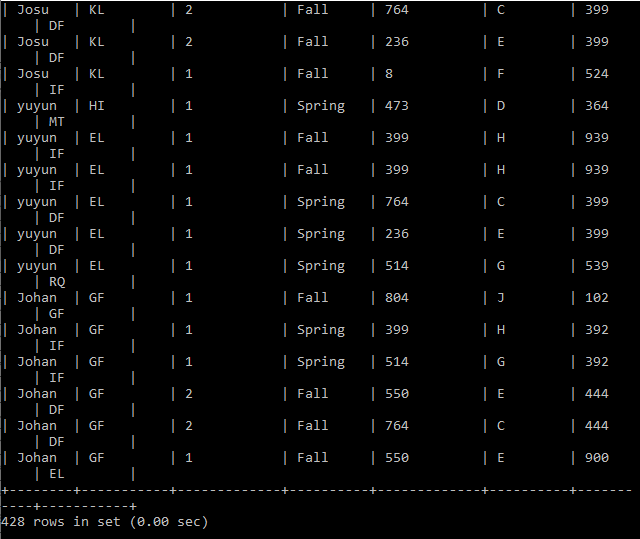 | Josu   | KL        | 2           | Fall     | 764         | C        | 399
    | DF        |
| Josu   | KL        | 2           | Fall     | 236         | E        | 399
    | DF        |
| Josu   | KL        | 1           | Fall     | 8           | F        | 524
    | IF        |
| yuyun  | HI        | 1           | Spring   | 473         | D        | 364
    | MT        |
| yuyun  | EL        | 1           | Fall     | 399         | H        | 939
    | IF        |
| yuyun  | EL        | 1           | Fall     | 399         | H        | 939
    | IF        |
| yuyun  | EL        | 1           | Spring   | 764         | C        | 399
    | DF        |
| yuyun  | EL        | 1           | Spring   | 236         | E        | 399
    | DF        |
| yuyun  | EL        | 1           | Spring   | 514         | G        | 539
    | RQ        |
| Johan  | GF        | 1           | Fall     | 804         | J        | 102
    | GF        |
| Johan  | GF        | 1           | Spring   | 399         | H        | 392
    | IF        |
| Johan  | GF        | 1           | Spring   | 514         | G        | 392
    | IF        |
| Johan  | GF        | 2           | Fall     | 550         | E        | 444
    | DF        |
| Johan  | GF        | 2           | Fall     | 764         | C        | 444
    | DF        |
| Johan  | GF        | 1           | Fall     | 550         | E        | 900
    | EL        |
+--------+-----------+-------------+----------+-------------+----------+-------
----+-----------+
428 rows in set (0.00 sec)